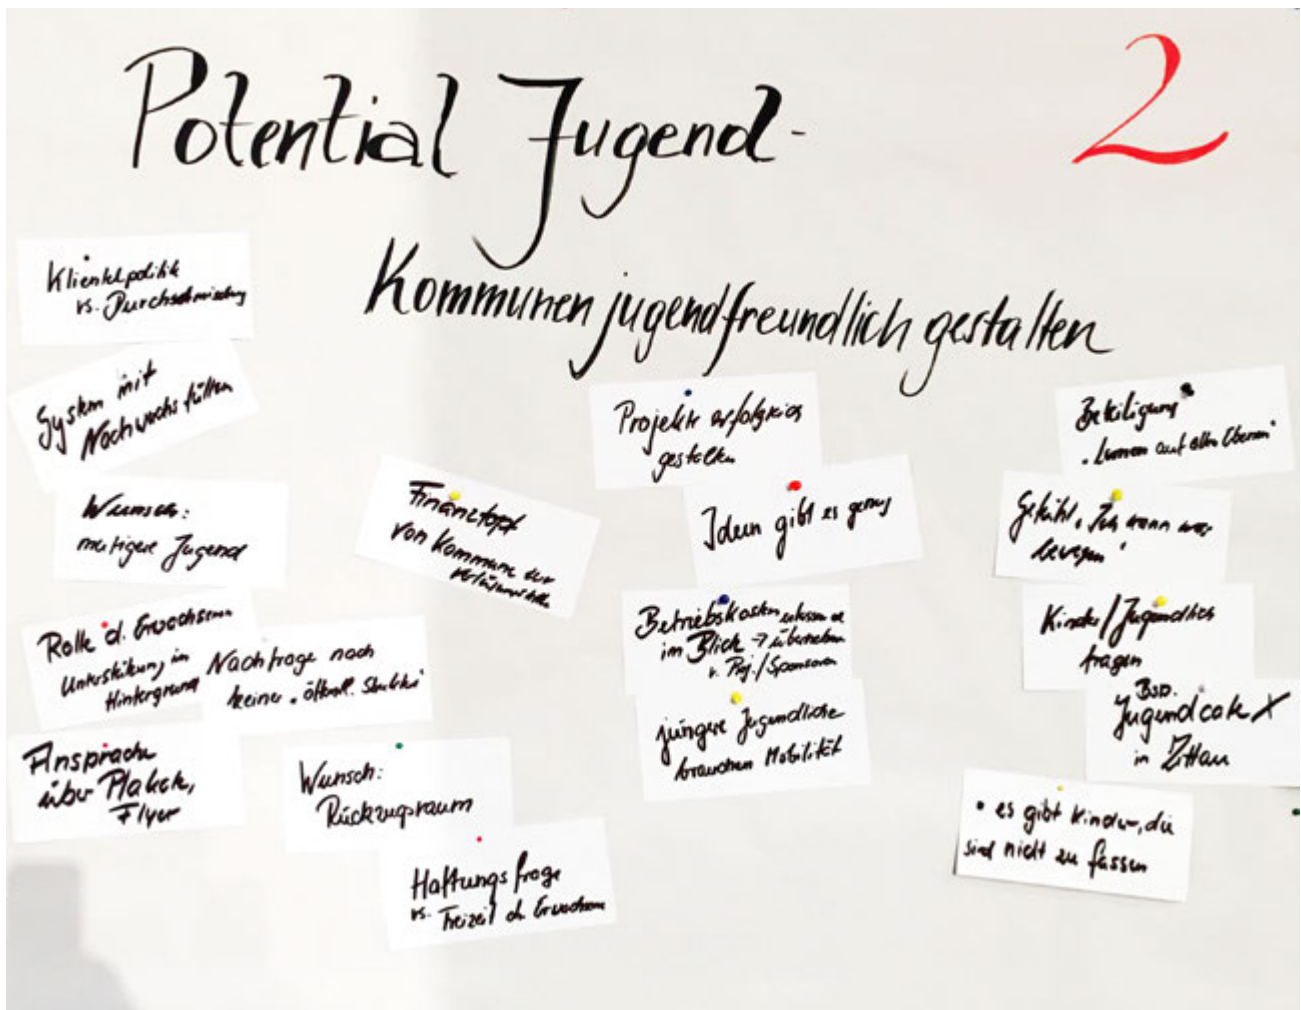 Potential Jugend-
2
Kommunen jugendfreundlich gestalten
Klientelpolitik
vs. Durchschmischung
System mit
Nachwuchs füllen
Wunsch:
mutigere Jugend
Rolle d. Erwachsenen
Unterstützung im
Hintergrund
Nachfrage nach
keiner "öffentl.
Ansprache
über Plakate,
Flyer
Wunsch:
Rückzugsraum
Haftungsfrage
vs. Freizeit d. Erwachsenen
Finanztopf
von Kommune zur
Projekte erfolgreich
gestalten
Ideen gibt es genug
Betriebskosten
im Blick → übernehmen
v. Proj./Sponsoren
jüngere Jugendliche
brauchen Mobilität
Beteiligung
"Lernen auf allen Ebenen"
Gefühl "Ich kann was
bewegen"
Kinder/Jugendliche
fragen
Bsp.
Jugendcafe X
in Zittau
• es gibt Kinder, die
sind nicht zu fassen